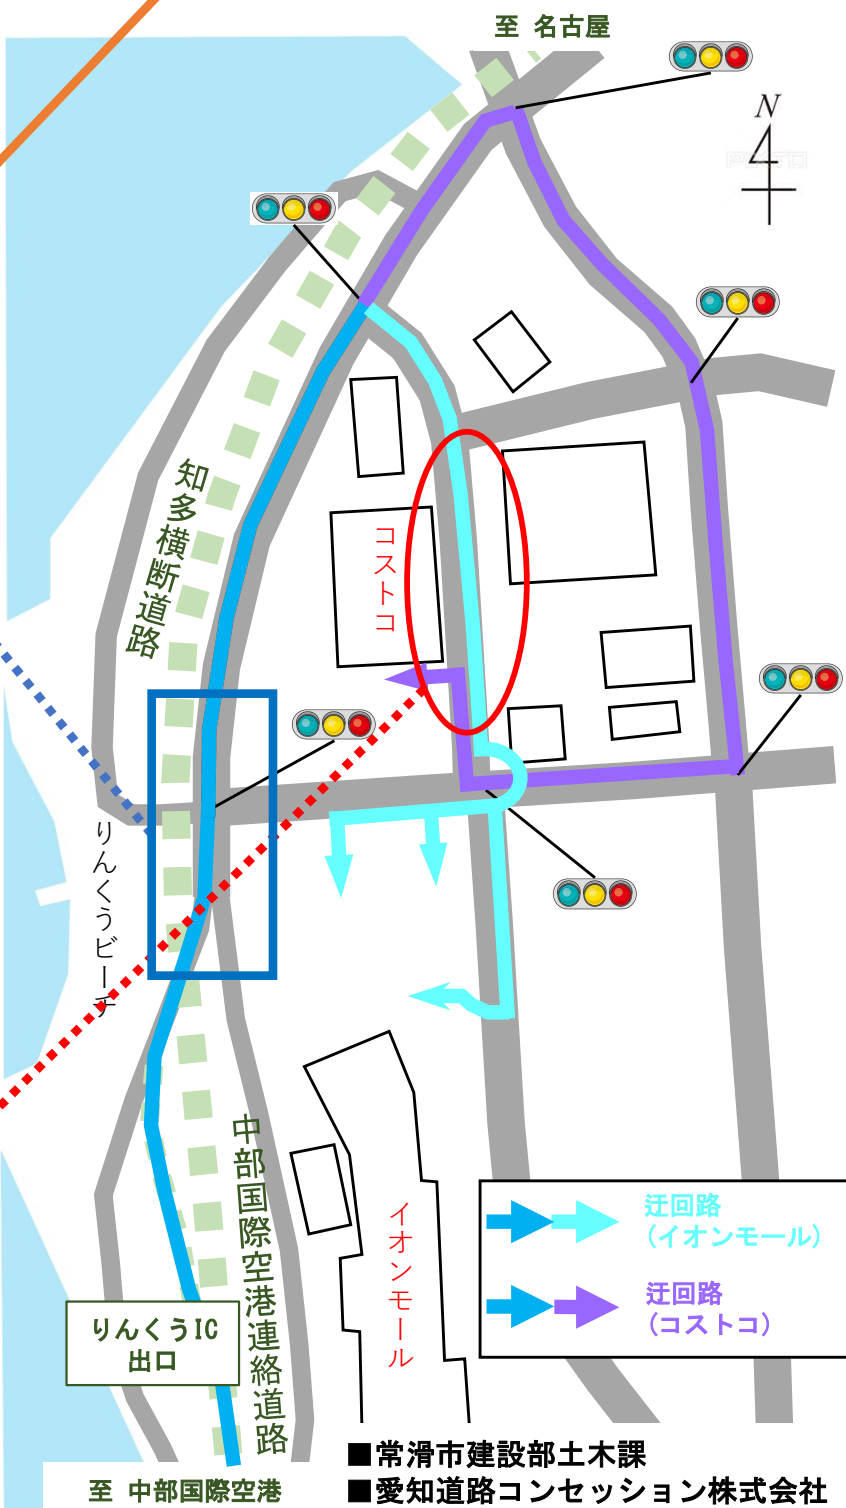 至 名古屋
N
知多横断道路
コストコ
りんくうビーチ
中部国際空港連絡道路
イオンモール
迂回路
(イオンモール)
迂回路
(コストコ)
りんくうIC
出口
至 中部国際空港
■常滑市建設部土木課
■愛知道路コンセッション株式会社